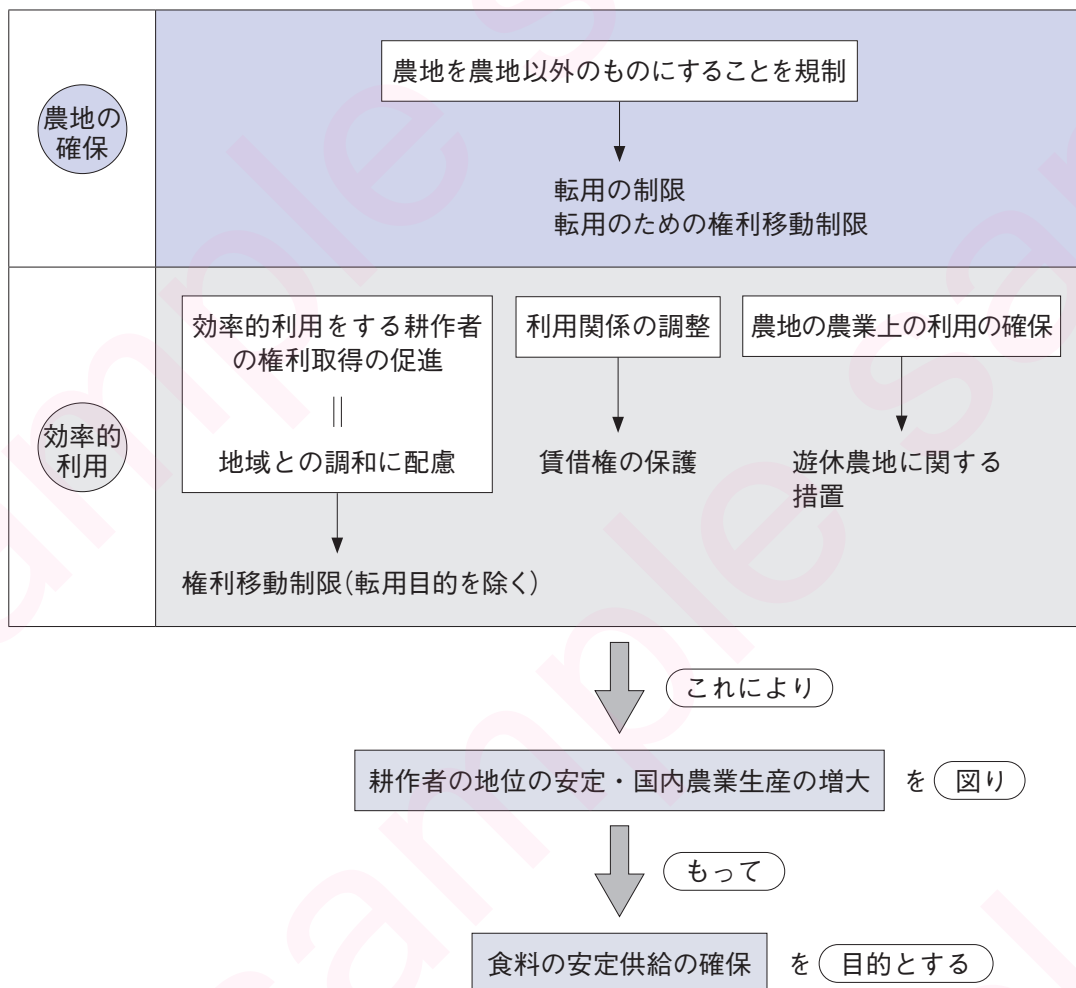 農地の
確保
農地を農地以外のものにすることを規制
転用の制限
転用のための権利移動制限
効率的
利用
効率的利用をする耕作者
の権利取得の促進
||
地域との調和に配慮
権利移動制限(転用目的を除く)
利用関係の調整
賃借権の保護
農地の農業上の利用の確保
遊休農地に関する
措置
これにより
耕作者の地位の安定・国内農業生産の増大 を 図り
もって
食料の安定供給の確保 を 目的とする
sample
sample
sample